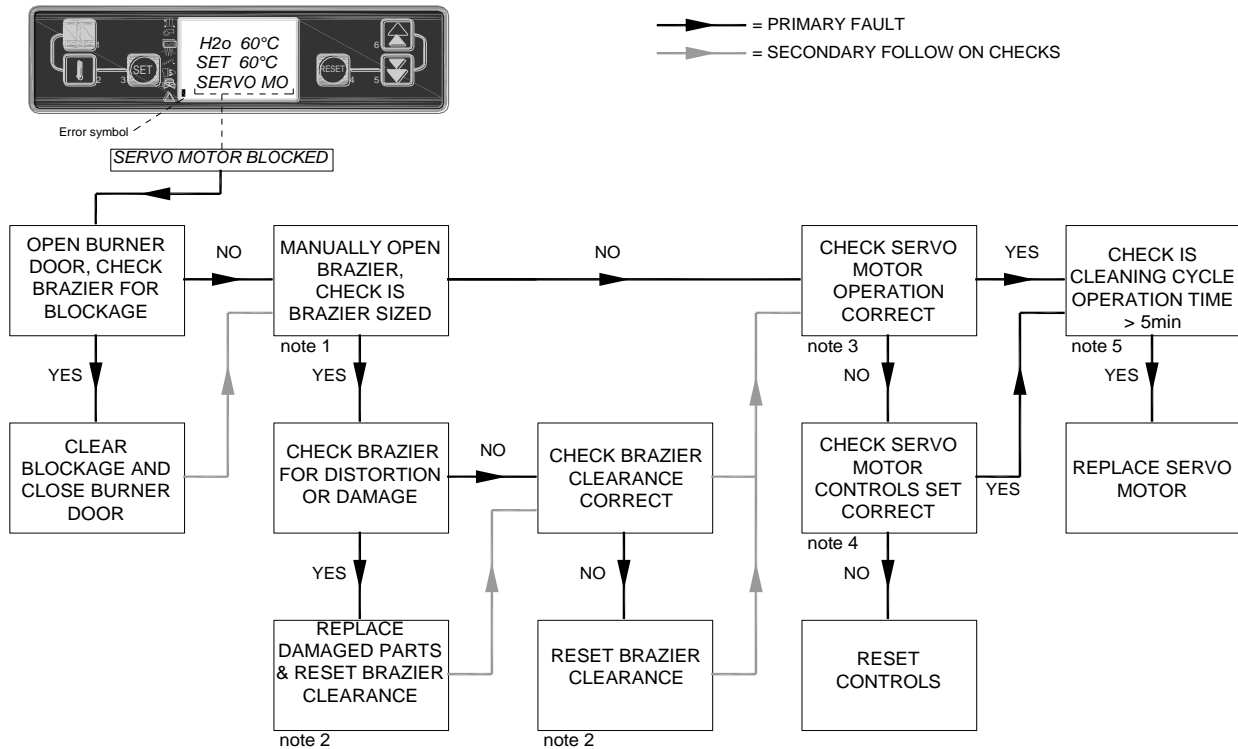 H2o 60°C
SET 60°C
SERVO MO
1
2
3
SET
RESET
4
5
6
Error symbol
= PRIMARY FAULT
= SECONDARY FOLLOW ON CHECKS
SERVO MOTOR BLOCKED
OPEN BURNER
DOOR, CHECK
BRAZIER FOR
BLOCKAGE
NO
MANUALLY OPEN
BRAZIER,
CHECK IS
BRAZIER SIZED
note 1
NO
CHECK SERVO
MOTOR
OPERATION
CORRECT
note 3
YES
CHECK IS
CLEANING CYCLE
OPERATION TIME
> 5min
note 5
YES
YES
NO
YES
CLEAR
BLOCKAGE AND
CLOSE BURNER
DOOR
CHECK BRAZIER
FOR DISTORTION
OR DAMAGE
NO
CHECK BRAZIER
CLEARANCE
CORRECT
CHECK SERVO
MOTOR
CONTROLS SET
CORRECT
note 4
YES
REPLACE SERVO
MOTOR
YES
NO
NO
REPLACE
DAMAGED PARTS
& RESET BRAZIER
CLEARANCE
note 2
RESET BRAZIER
CLEARANCE
note 2
RESET
CONTROLS